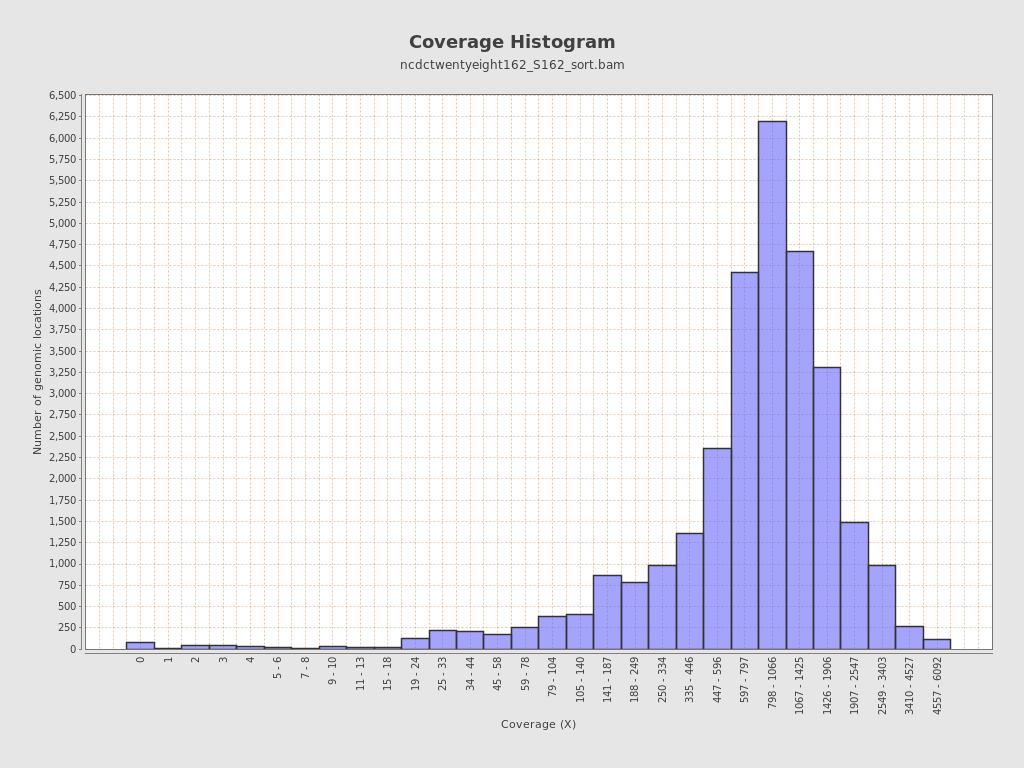 Coverage Histogram
ncdctwentyeight162_S162_sort.bam
Number of genomic locations
6,500
6,250
6,000
5,750
5,500
5,250
5,000
4,750
4,500
4,250
4,000
3,750
3,500
3,250
3,000
2,750
2,500
2,250
2,000
1,750
1,500
1,250
1,000
750
500
250
0
0
1
2
3
4
5 - 6
7 - 8
9 - 10
11 - 13
15 - 18
19 - 24
25 - 33
34 - 44
45 - 58
59 - 78
79 - 104
105 - 140
141 - 187
188 - 249
250 - 334
335 - 446
447 - 596
597 - 797
798 - 1066
1067 - 1425
1426 - 1906
1907 - 2547
2549 - 3403
3410 - 4527
4557 - 6092
Coverage (X)